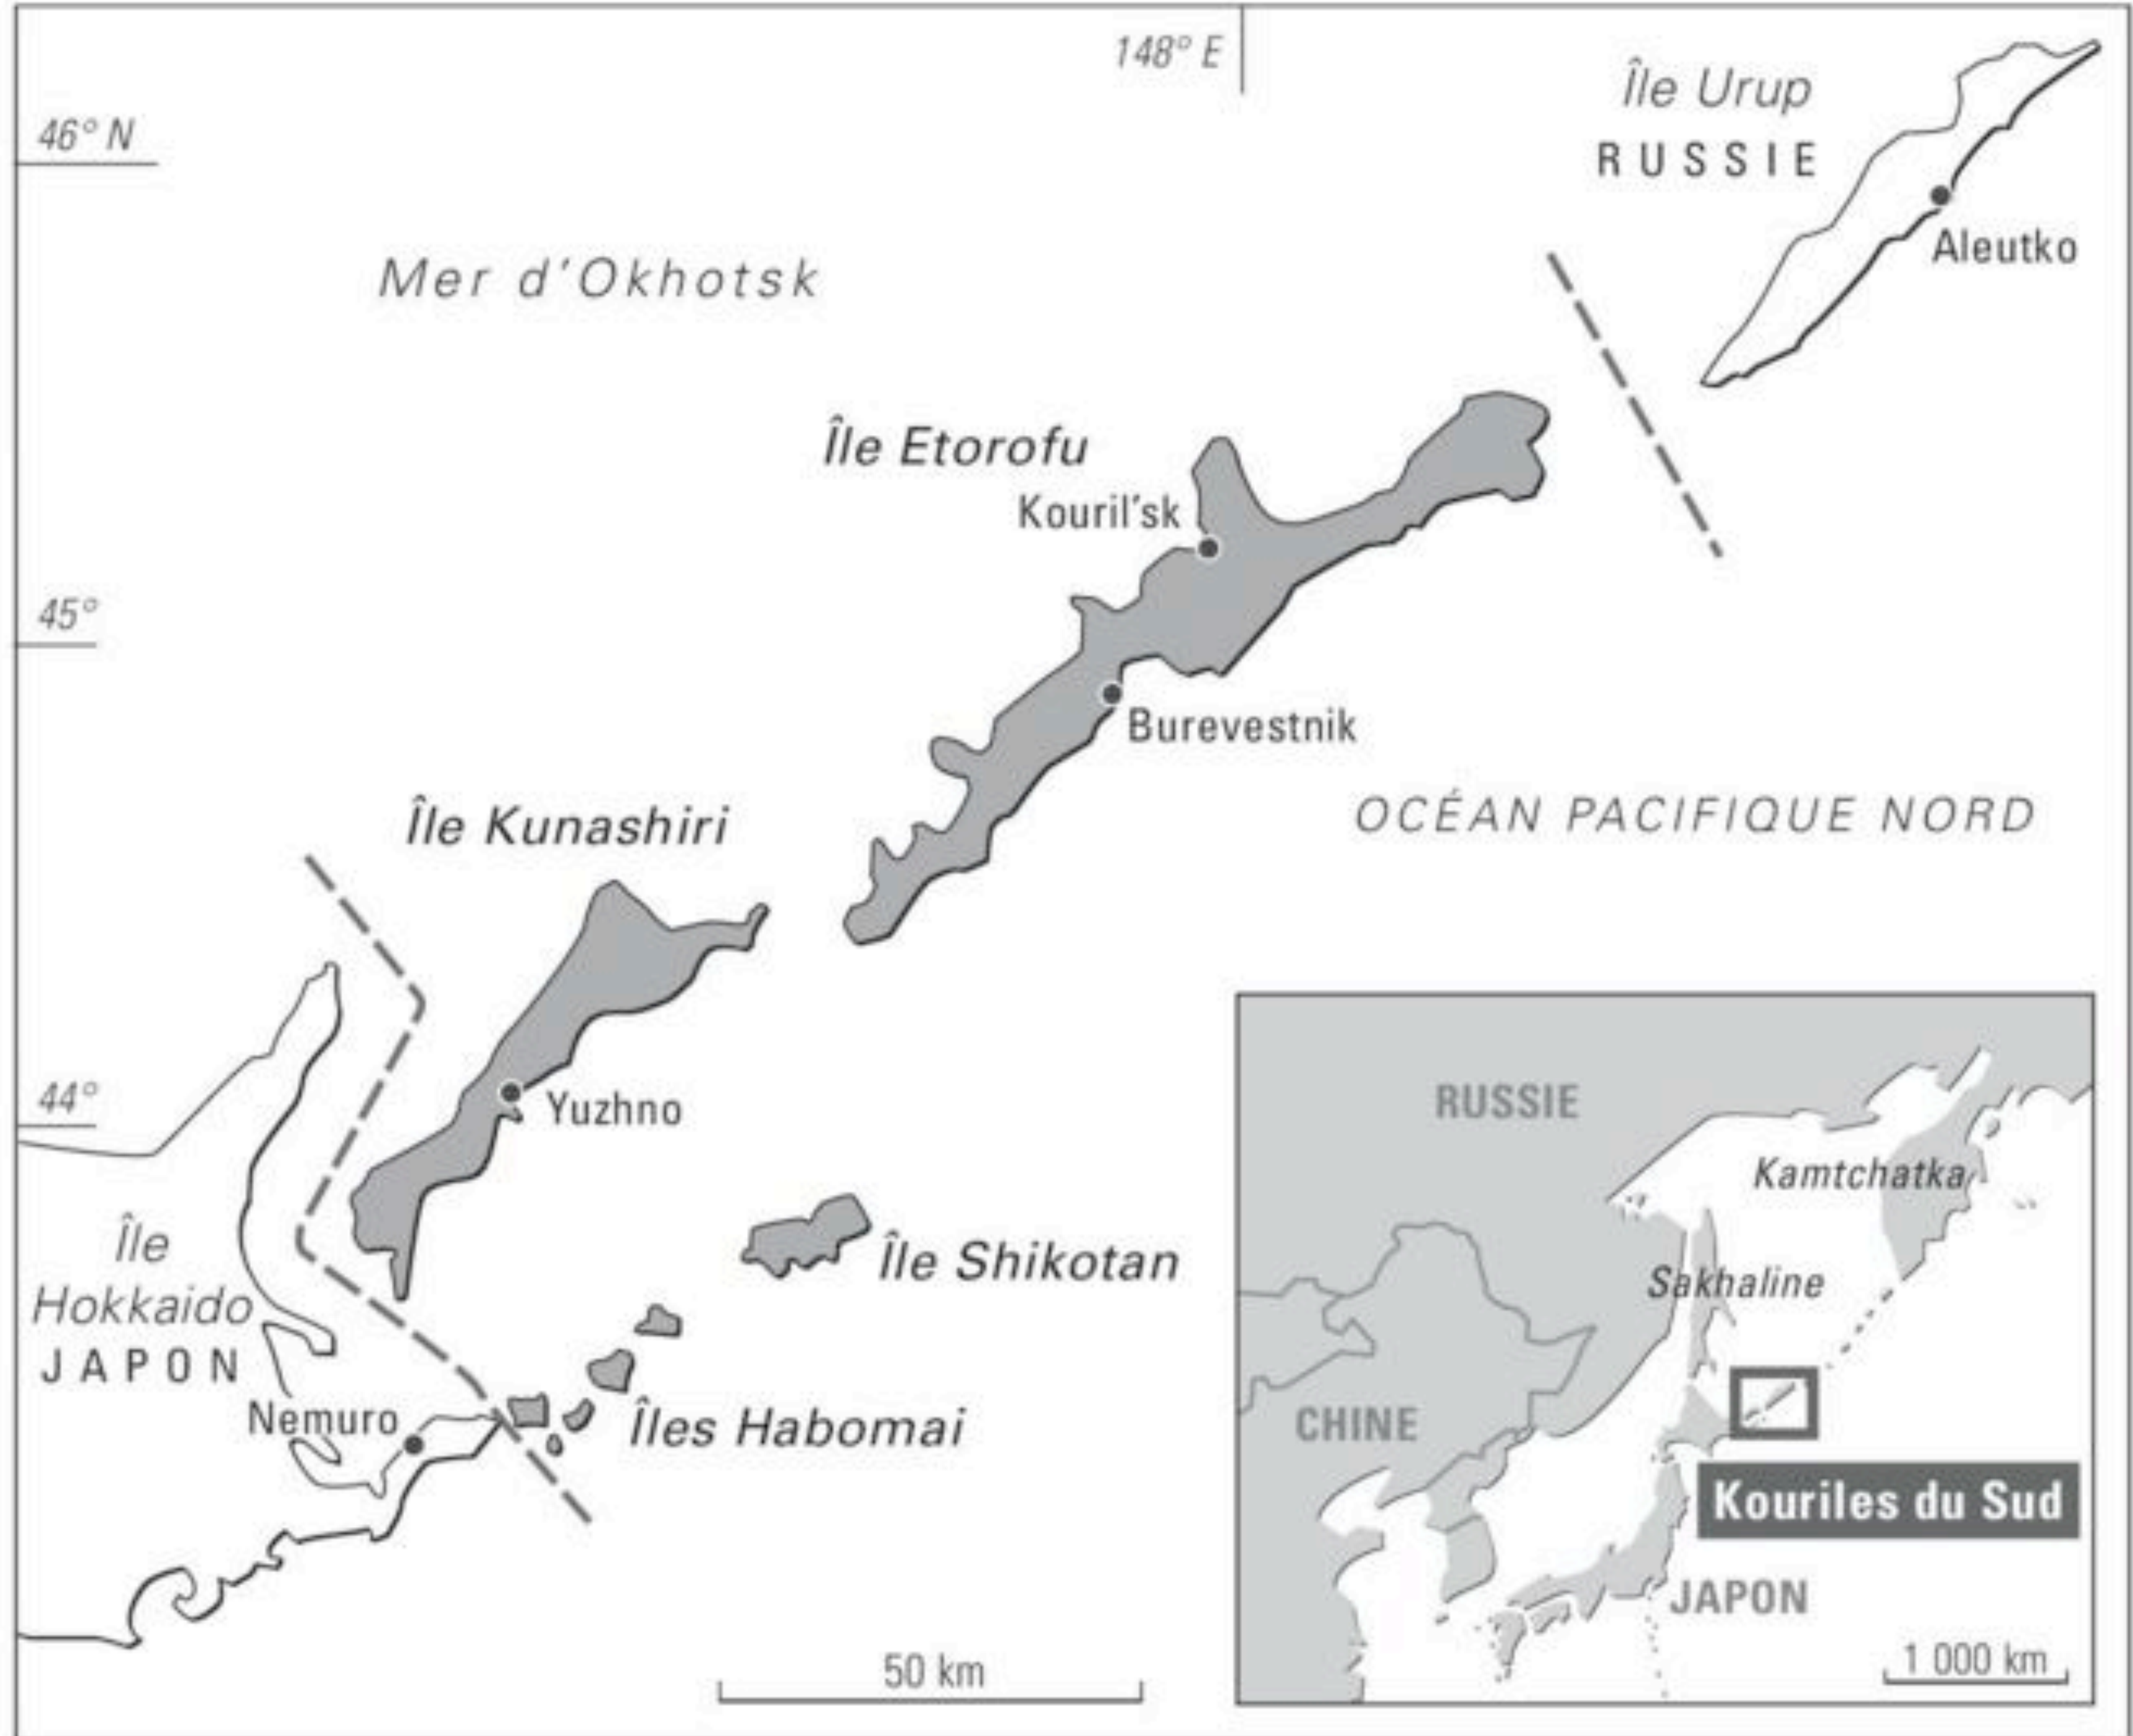 148° E
Île Urup
RUSSIE
46° N
Aleutko
Mer d'Okhotsk
Île Etorofu
Kouril'sk
45°
Burevestnik
OCÉAN PACIFIQUE NORD
Île Kunashiri
44°
Yuzhno
Île
Hokkaido
JAPON
Île Shikotan
Nemuro
Îles Habomai
50 km
RUSSIE
Kamtchatka
Sakhaline
CHINE
Kouriles du Sud
JAPON
1 000 km